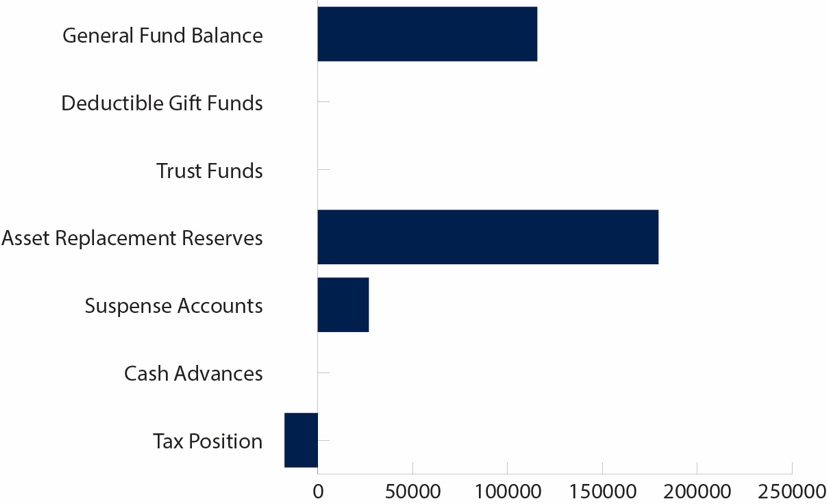 General Fund Balance
Deductible Gift Funds
Trust Funds
Asset Replacement Reserves
Suspense Accounts
Cash Advances
Tax Position
0 50000 100000 150000 200000 250000